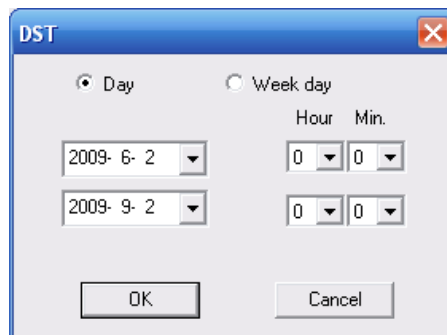 DST
Day Week day
Hour Min.
2009- 6- 2 0 0
2009- 9- 2 0 0
OK Cancel